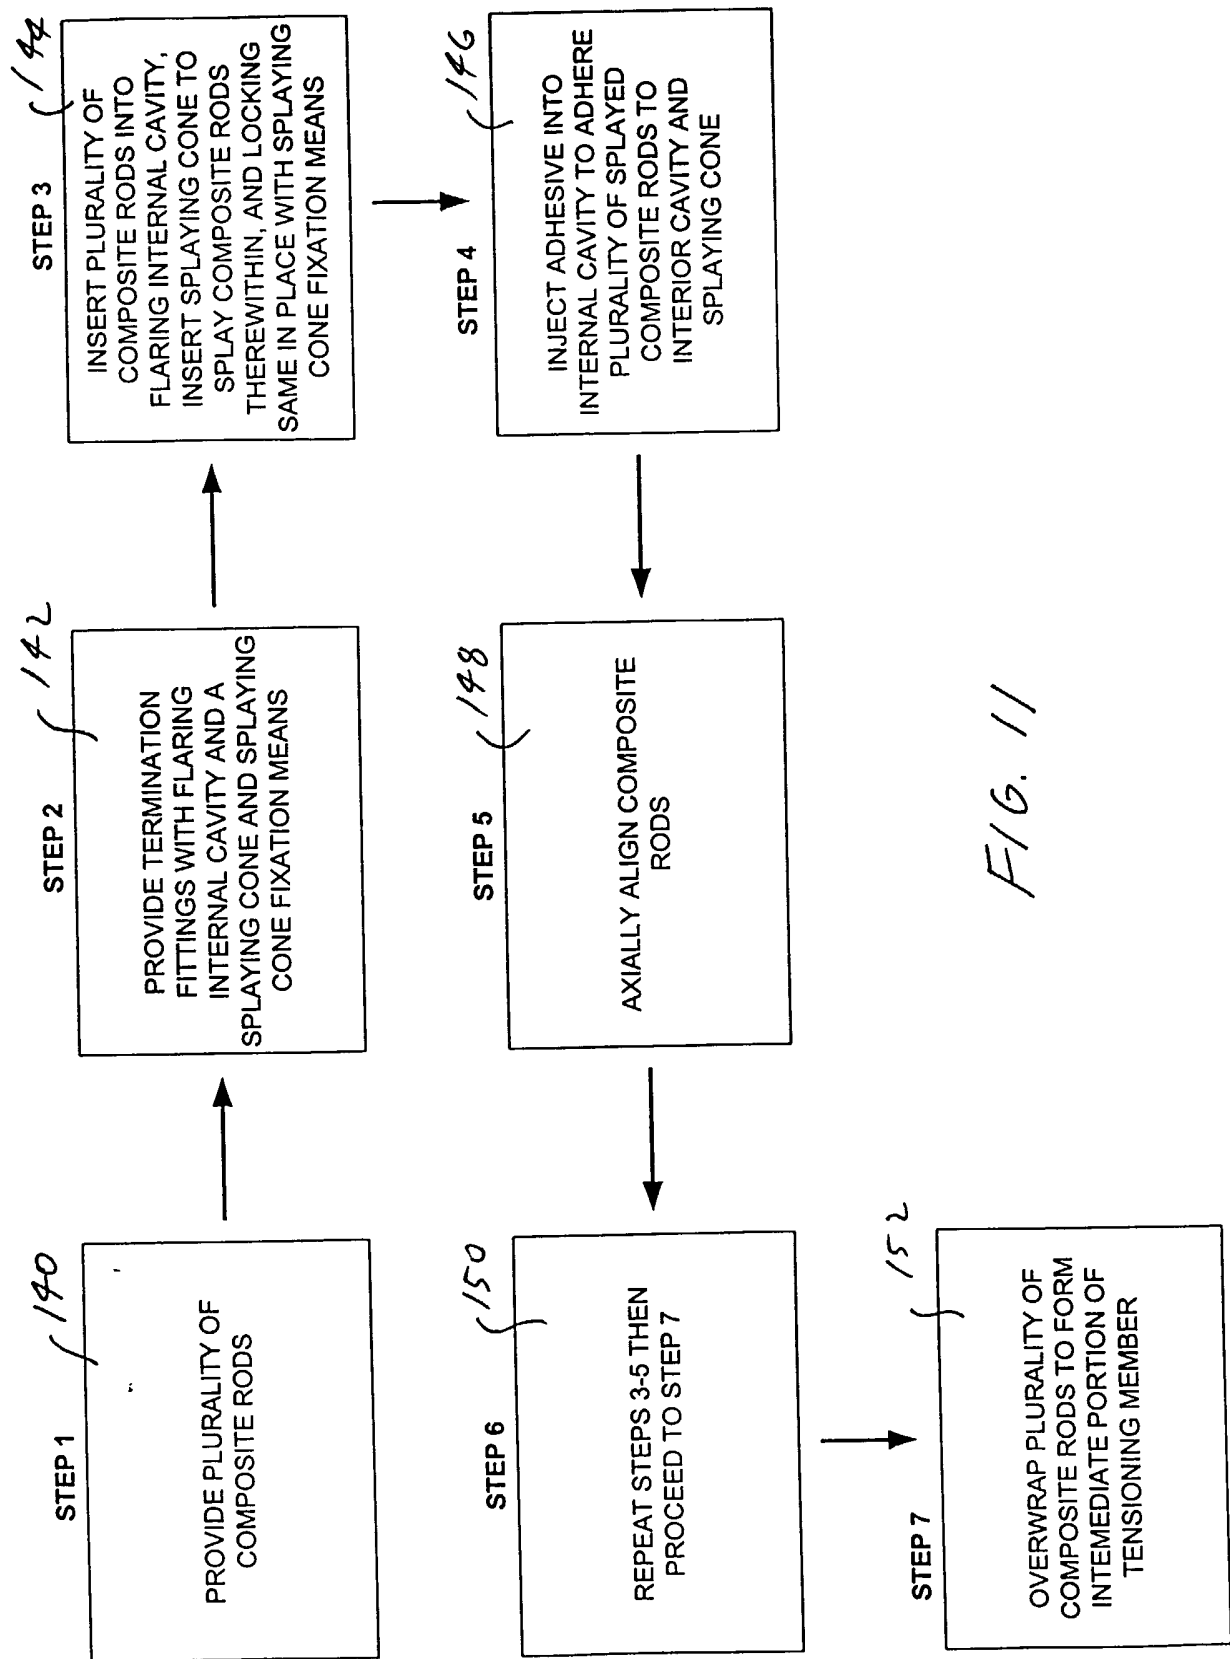 STEP 1
140
PROVIDE PLURALITY OF
COMPOSITE RODS
STEP 2
142
PROVIDE TERMINATION
FITTINGS WITH FLARING
INTERNAL CAVITY AND A
SPLAYING CONE AND SPLAYING
CONE FIXATION MEANS
STEP 3
144
INSERT PLURALITY OF
COMPOSITE RODS INTO
FLARING INTERNAL CAVITY,
INSERT SPLAYING CONE TO
SPLAY COMPOSITE RODS
THEREWITHIN, AND LOCKING
SAME IN PLACE WITH SPLAYING
CONE FIXATION MEANS
STEP 4
146
INJECT ADHESIVE INTO
INTERNAL CAVITY TO ADHERE
PLURALITY OF SPLAYED
COMPOSITE RODS TO
INTERIOR CAVITY AND
SPLAYING CONE
STEP 5
148
AXIALLY ALIGN COMPOSITE
RODS
STEP 6
150
REPEAT STEPS 3-5 THEN
PROCEED TO STEP 7
STEP 7
152
OVERWRAP PLURALITY OF
COMPOSITE RODS TO FORM
INTEMEDIATE PORTION OF
TENSIONING MEMBER
FIG. 11